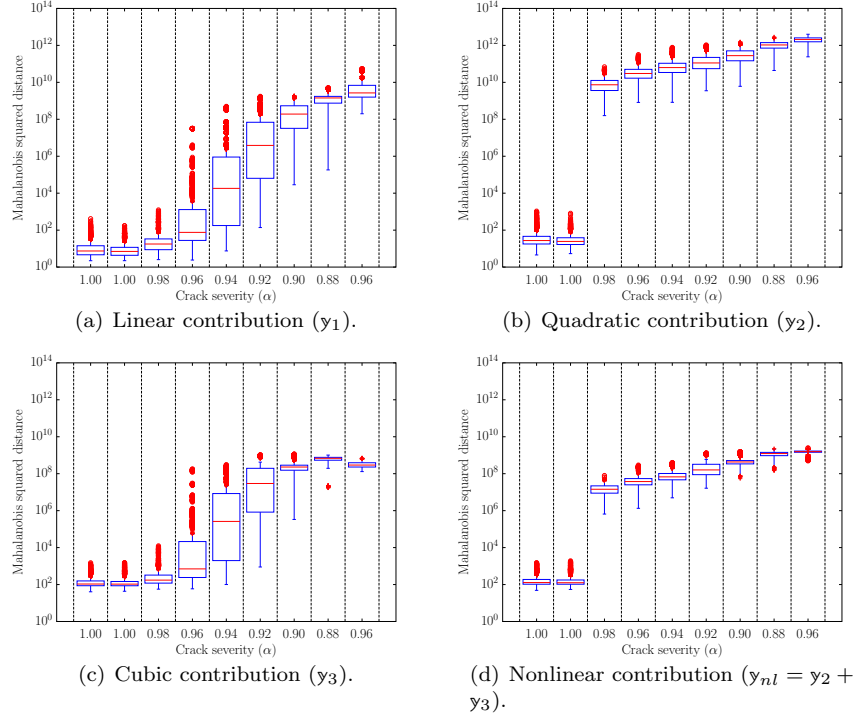 Mahalanobis squared distance
10^14
10^12
10^10
10^8
10^6
10^4
10^2
10^0
1.00 1.00 0.98 0.96 0.94 0.92 0.90 0.88 0.96
Crack severity (α)
(a) Linear contribution (y₁).
Mahalanobis squared distance
10^14
10^12
10^10
10^8
10^6
10^4
10^2
10^0
1.00 1.00 0.98 0.96 0.94 0.92 0.90 0.88 0.96
Crack severity (α)
(b) Quadratic contribution (y₂).
Mahalanobis squared distance
10^14
10^12
10^10
10^8
10^6
10^4
10^2
10^0
1.00 1.00 0.98 0.96 0.94 0.92 0.90 0.88 0.96
Crack severity (α)
(c) Cubic contribution (y₃).
Mahalanobis squared distance
10^14
10^12
10^10
10^8
10^6
10^4
10^2
10^0
1.00 1.00 0.98 0.96 0.94 0.92 0.90 0.88 0.96
Crack severity (α)
(d) Nonlinear contribution (y_nl = y₂ +
y₃).